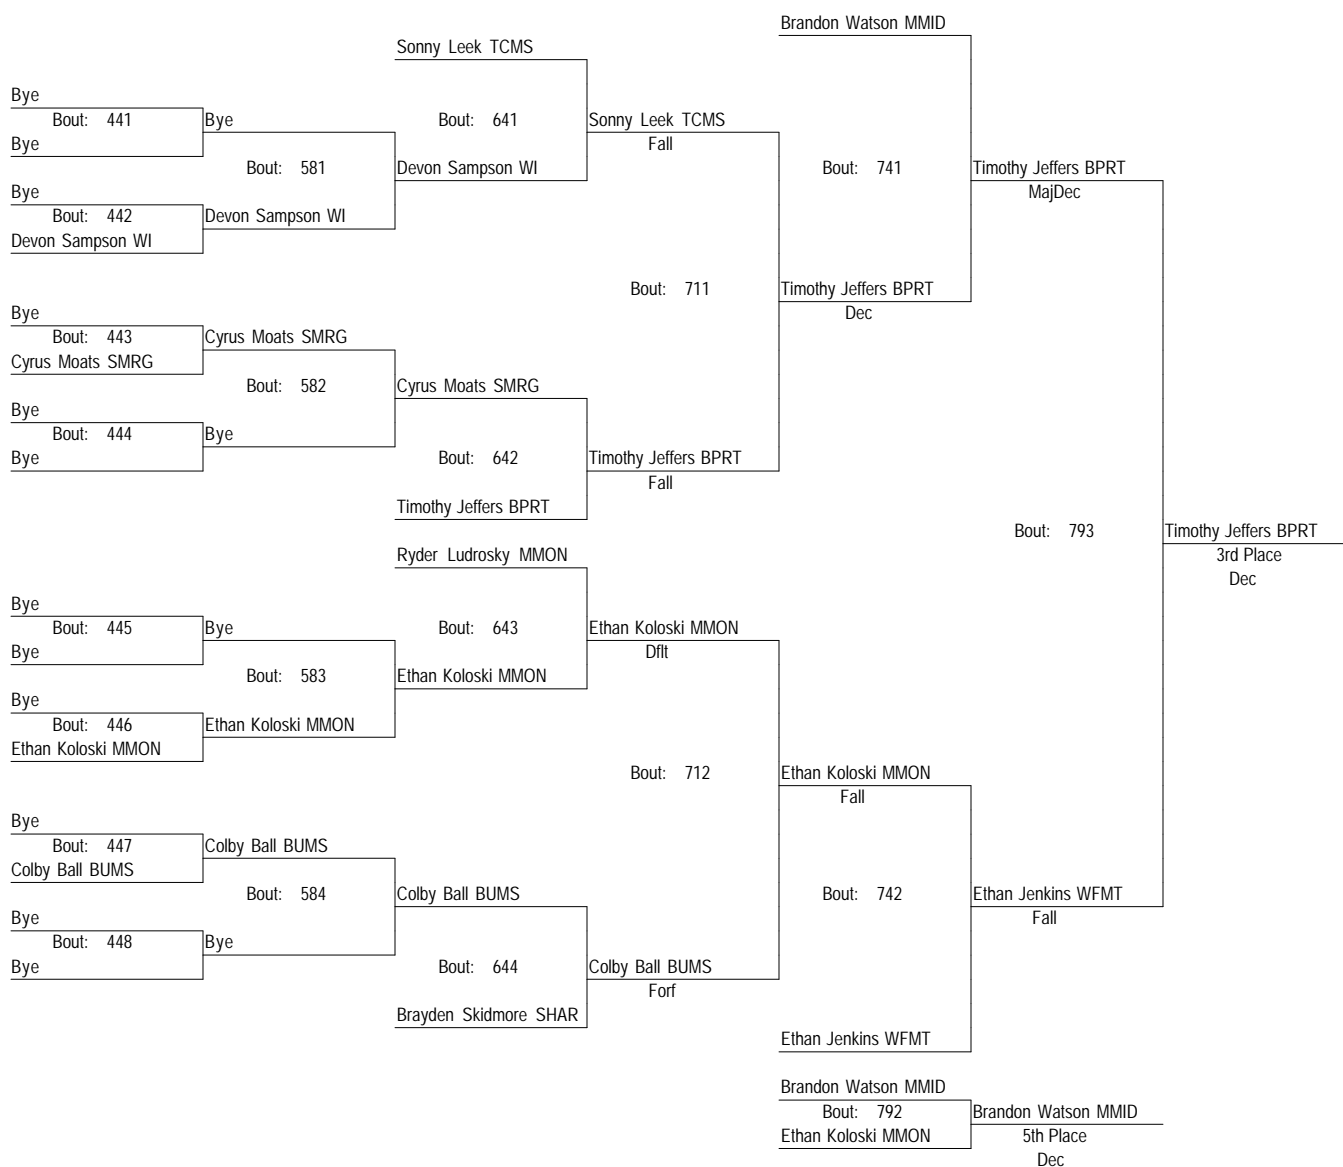 Brandon Watson MMID
Sonny Leek TCMS
Bye
Bout: 441
Bye
Bout: 641
Sonny Leek TCMS
Bye
Fall
Bout: 581
Devon Sampson WI
Bout: 741
Timothy Jeffers BPRT
Bye
MajDec
Bout: 442
Devon Sampson WI
Devon Sampson WI
Bout: 711
Timothy Jeffers BPRT
Bye
Dec
Bout: 443
Cyrus Moats SMRG
Cyrus Moats SMRG
Bout: 582
Cyrus Moats SMRG
Bye
Bout: 444
Bye
Bye
Bout: 642
Timothy Jeffers BPRT
Fall
Timothy Jeffers BPRT
Bout: 793
Timothy Jeffers BPRT
Ryder Ludrosky MMON
3rd Place
Dec
Bye
Bout: 445
Bye
Bout: 643
Ethan Koloski MMON
Bye
Dflt
Bout: 583
Ethan Koloski MMON
Bye
Bout: 446
Ethan Koloski MMON
Ethan Koloski MMON
Bout: 712
Ethan Koloski MMON
Fall
Bye
Bout: 447
Colby Ball BUMS
Colby Ball BUMS
Bout: 584
Colby Ball BUMS
Bout: 742
Ethan Jenkins WFMT
Bye
Fall
Bout: 448
Bye
Bye
Bout: 644
Colby Ball BUMS
Forf
Brayden Skidmore SHAR
Ethan Jenkins WFMT
Brandon Watson MMID
Bout: 792
Brandon Watson MMID
Ethan Koloski MMON
5th Place
Dec